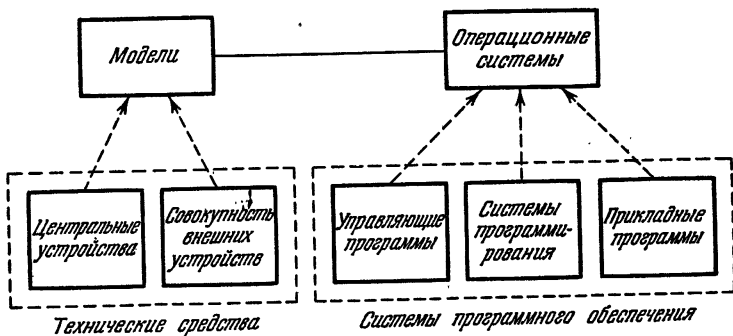 Модели
Операционные
системы
Центральные
устройства
Совокупность
внешних
устройств
Управляющие
программы
Системы
программи-
рования
Прикладные
программы
Технические средства
Системы программного обеспечения